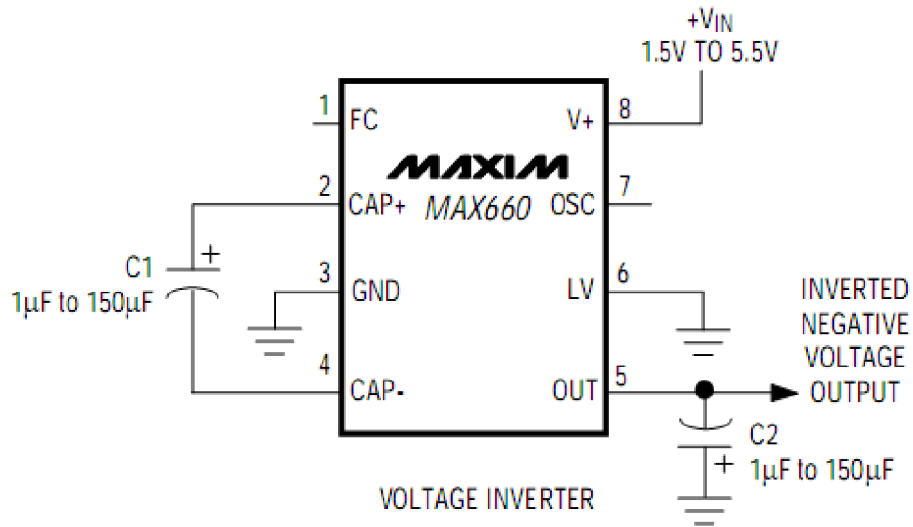 +VIN
1.5V TO 5.5V
1
FC
V+
8
MAXIM
MAX660
2
CAP+
OSC
7
C1
+
1µF to 150µF
3
GND
LV
6
4
CAP-
OUT
5
INVERTED
NEGATIVE
VOLTAGE
OUTPUT
C2
+
1µF to 150µF
VOLTAGE INVERTER